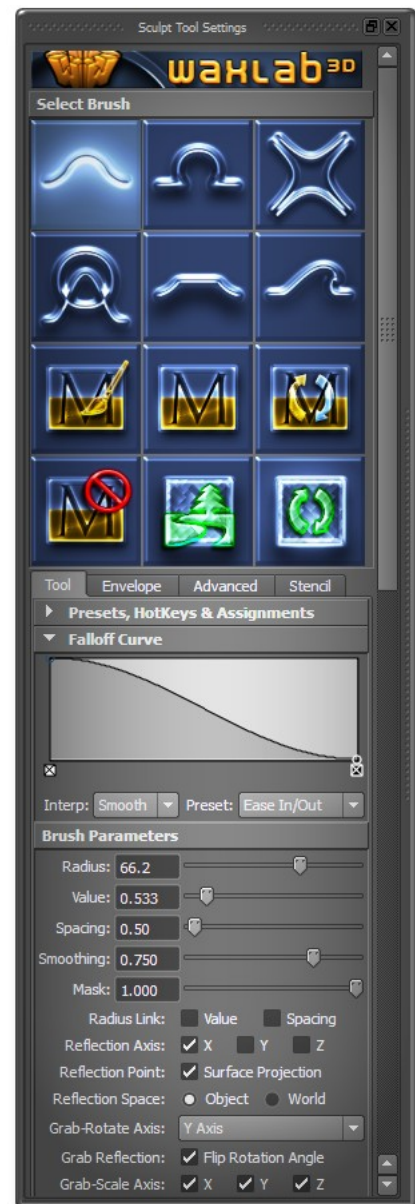 Sculpt Tool Settings
waxLab 3D
Select Brush
M M M
M
Tool Envelope Advanced Stencil
Presets, HotKeys & Assignments
Falloff Curve
Interp: Smooth Preset: Ease In/Out
Brush Parameters
Radius: 66.2
Value: 0.533
Spacing: 0.50
Smoothing: 0.750
Mask: 1.000
Radius Link: Value Spacing
Reflection Axis: X Y Z
Reflection Point: Surface Projection
Reflection Space: Object World
Grab-Rotate Axis: Y Axis
Grab Reflection: Flip Rotation Angle
Grab-Scale Axis: X Y Z